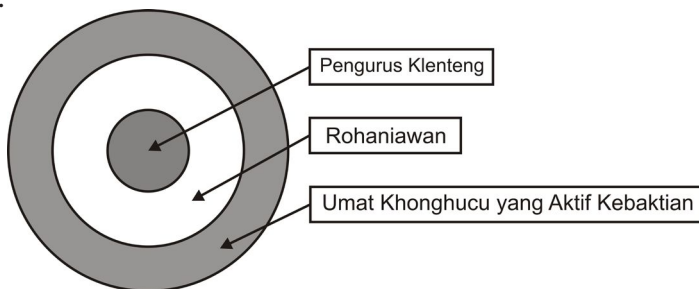 Pengurus Klenteng
Rohaniawan
Umat Khonghucu yang Aktif Kebaktian